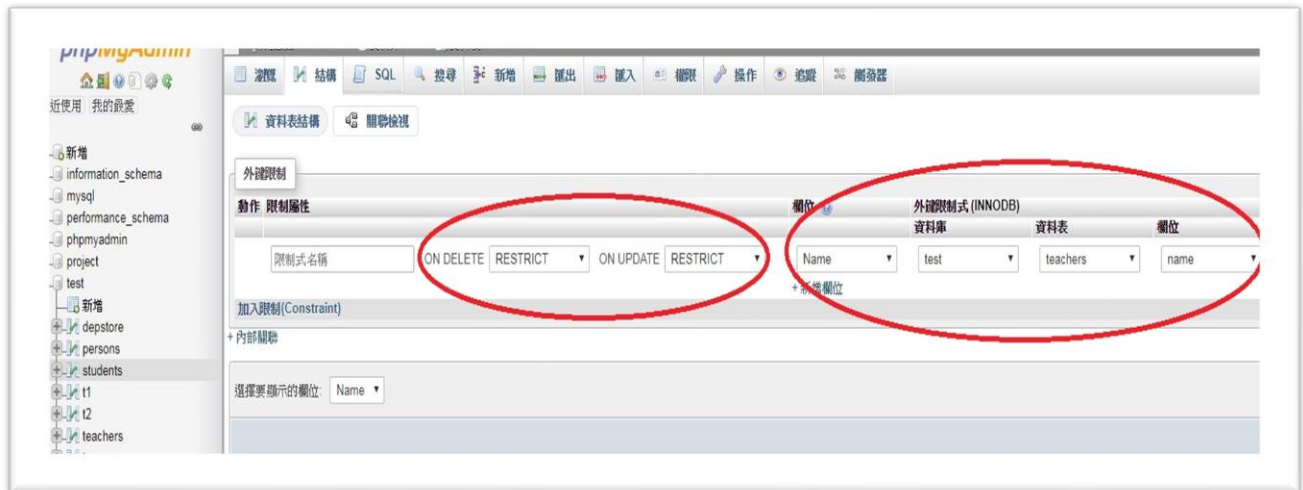 phpMyAdmin
瀏覽 結構 SQL 搜尋 新增 匯出 匯入 權限 操作 追蹤 觸發器
近使用 我的最愛
資料表結構 關聯檢視
新增
information_schema
mysql
performance_schema
phpmyadmin
project
test
新增
depstore
persons
students
t1
t2
teachers
外鍵限制
動作 限制屬性 欄位 外鍵限制式 (INNODB)
資料庫 資料表 欄位
限制式名稱 ON DELETE RESTRICT ON UPDATE RESTRICT Name test teachers name
+ 新增欄位
加入限制(Constraint)
+ 內部關聯
選擇要顯示的欄位: Name